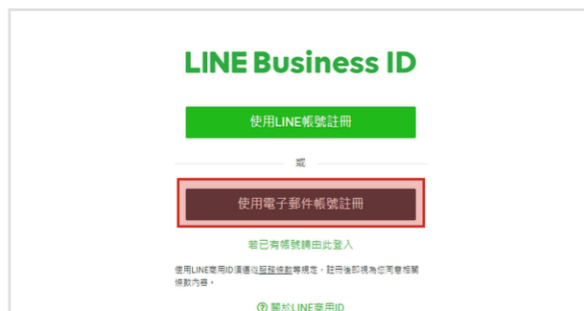 LINE Business ID
使用LINE帳號註冊
或
使用電子郵件帳號註冊
若已有帳號請由此登入
使用LINE商用ID須遵從服務條款等規定，註冊後即視為您同意相關
條款內容。
關於LINE商用ID